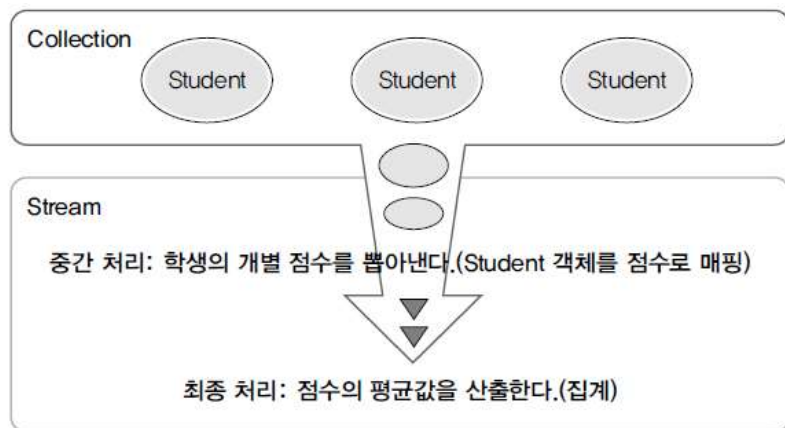 Collection
Student Student Student
Stream
중간 처리: 학생의 개별 점수를 뽑아낸다.(Student 객체를 점수로 매핑)
최종 처리: 점수의 평균값을 산출한다.(집계)